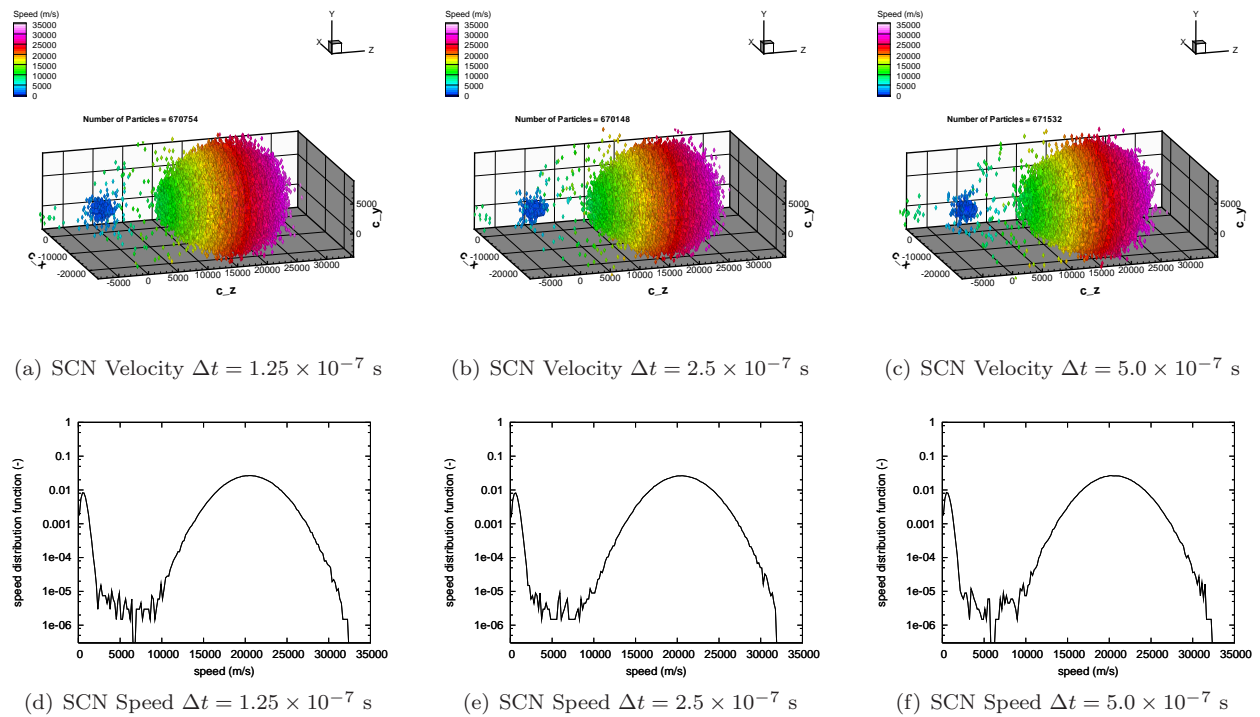 Speed (m/s)
35000
30000
25000
20000
15000
10000
5000
0
Y
X
Z
Number of Particles = 670754
5000
0
c_y
0
-10000
-20000
c_x
-5000 0 5000 10000 15000 20000 25000 30000
c_z
(a) SCN Velocity Δt = 1.25 × 10⁻⁷ s
Speed (m/s)
35000
30000
25000
20000
15000
10000
5000
0
Y
X
Z
Number of Particles = 670148
5000
0
c_y
0
-10000
-20000
c_x
-5000 0 5000 10000 15000 20000 25000 30000
c_z
(b) SCN Velocity Δt = 2.5 × 10⁻⁷ s
Speed (m/s)
35000
30000
25000
20000
15000
10000
5000
0
Y
X
Z
Number of Particles = 671532
5000
0
c_y
0
-10000
-20000
c_x
-5000 0 5000 10000 15000 20000 25000 30000
c_z
(c) SCN Velocity Δt = 5.0 × 10⁻⁷ s
speed distribution function (-)
1
0.1
0.01
0.001
1e-04
1e-05
1e-06
0 5000 10000 15000 20000 25000 30000 35000
speed (m/s)
(d) SCN Speed Δt = 1.25 × 10⁻⁷ s
speed distribution function (-)
1
0.1
0.01
0.001
1e-04
1e-05
1e-06
0 5000 10000 15000 20000 25000 30000 35000
speed (m/s)
(e) SCN Speed Δt = 2.5 × 10⁻⁷ s
speed distribution function (-)
1
0.1
0.01
0.001
1e-04
1e-05
1e-06
0 5000 10000 15000 20000 25000 30000 35000
speed (m/s)
(f) SCN Speed Δt = 5.0 × 10⁻⁷ s